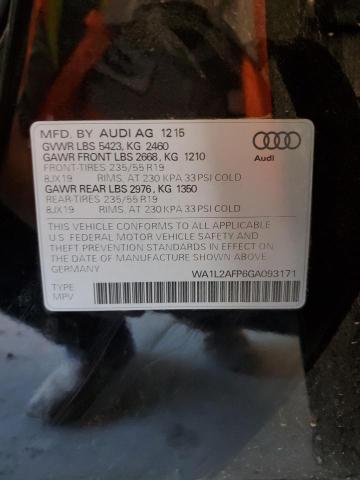 MFD. BY AUDI AG 12 15
GVWR LBS 5423, KG 2460
GAWR FRONT LBS 2668, KG 1210
FRONT-TIRES 235/55 R19
8JX19 RIMS, AT 230 KPA 33 PSI COLD
GAWR REAR LBS 2976, KG 1350
REAR-TIRES 235/55 R19
8JX19 RIMS, AT 230 KPA 33 PSI COLD
Audi
THIS VEHICLE CONFORMS TO ALL APPLICABLE
U.S. FEDERAL MOTOR VEHICLE SAFETY AND
THEFT PREVENTION STANDARDS IN EFFECT ON
THE DATE OF MANUFACTURE SHOWN ABOVE
GERMANY WA1L2AFP6GA093171
TYPE
MPV